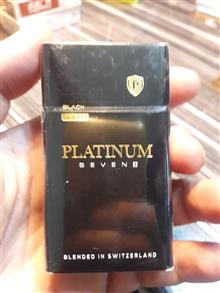 BLACK
PLATINUM
SEVEN
BLENDED IN SWITZERLAND